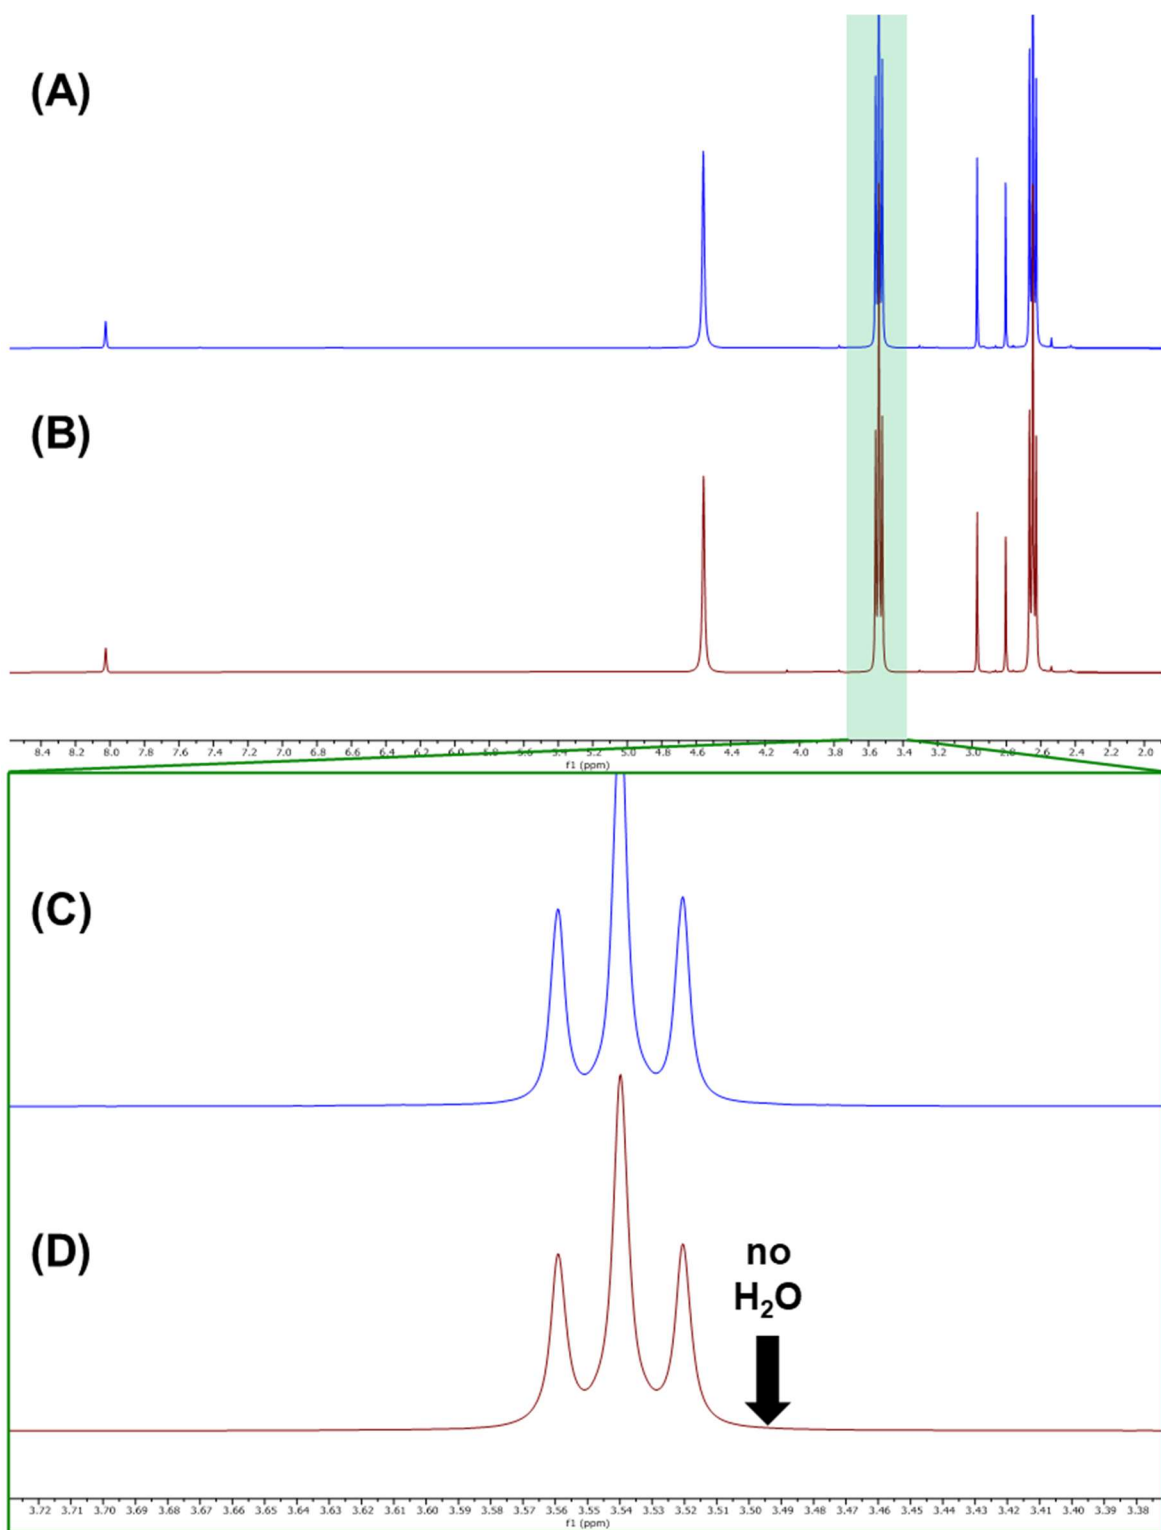 (A)
(B)
8.4 8.2 8.0 7.8 7.6 7.4 7.2 7.0 6.8 6.6 6.4 6.2 6.0 5.8 5.6 5.4 5.2 5.0 4.8 4.6 4.4 4.2 4.0 3.8 3.6 3.4 3.2 3.0 2.8 2.6 2.4 2.2 2.0
f1 (ppm)
(C)
(D)
no
H₂O
3.72 3.71 3.70 3.69 3.68 3.67 3.66 3.65 3.64 3.63 3.62 3.61 3.60 3.59 3.58 3.57 3.56 3.55 3.54 3.53 3.52 3.51 3.50 3.49 3.48 3.47 3.46 3.45 3.44 3.43 3.42 3.41 3.40 3.39 3.38
f1 (ppm)